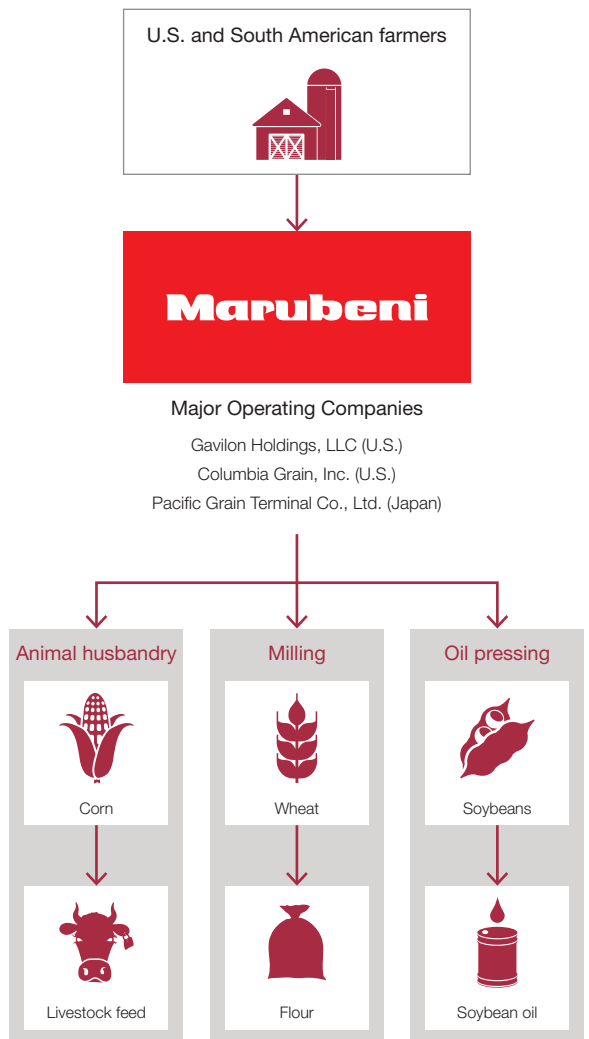 U.S. and South American farmers
Marubeni
Major Operating Companies
Gavilon Holdings, LLC (U.S.)
Columbia Grain, Inc. (U.S.)
Pacific Grain Terminal Co., Ltd. (Japan)
Animal husbandry
Milling
Oil pressing
Corn
Wheat
Soybeans
Livestock feed
Flour
Soybean oil